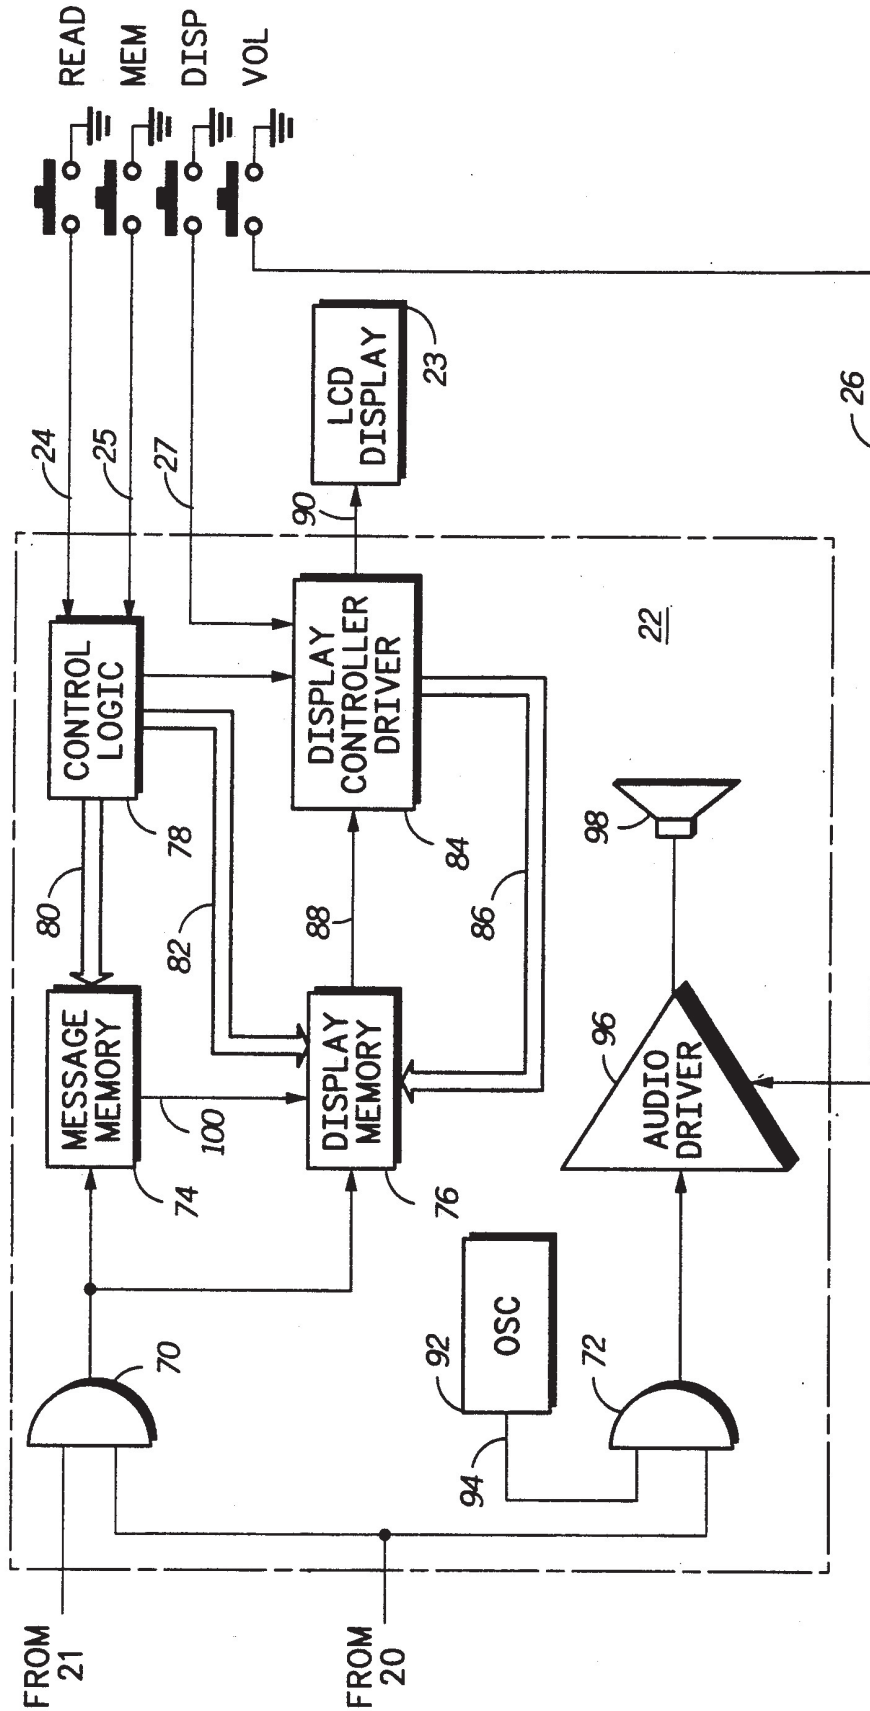 FROM
21
70
MESSAGE
MEMORY
74
80
CONTROL
LOGIC
78
24
25
27
READ
MEM
DISP
VOL
100
82
FROM
20
DISPLAY
MEMORY
76
88
DISPLAY
CONTROLLER
DRIVER
84
90
LCD
DISPLAY
23
86
OSC
92
94
72
AUDIO
DRIVER
96
98
22
26